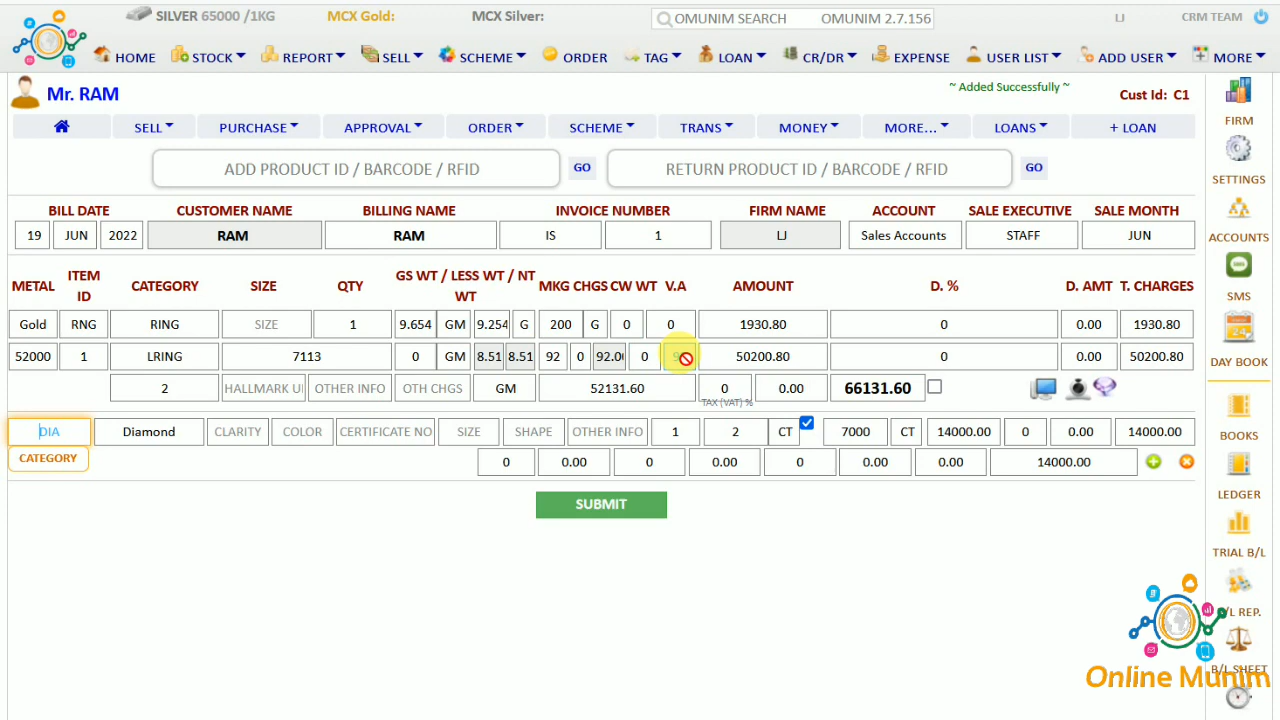 SILVER 65000 /1KG MCX Gold: MCX Silver: OMUNIM SEARCH OMUNIM 2.7.156 LJ CRM TEAM
HOME STOCK REPORT SELL SCHEME ORDER TAG LOAN CR/DR EXPENSE USER LIST ADD USER MORE
Mr. RAM ~ Added Successfully ~ Cust Id: C1
SELL PURCHASE APPROVAL ORDER SCHEME TRANS MONEY MORE... LOANS + LOAN
ADD PRODUCT ID / BARCODE / RFID GO RETURN PRODUCT ID / BARCODE / RFID GO
BILL DATE CUSTOMER NAME BILLING NAME INVOICE NUMBER FIRM NAME ACCOUNT SALE EXECUTIVE SALE MONTH
19 JUN 2022 RAM RAM IS 1 LJ Sales Accounts STAFF JUN
METAL ITEM ID CATEGORY SIZE QTY GS WT / LESS WT / NT WT MKG CHGS CW WT V.A AMOUNT D. % D. AMT T. CHARGES
Gold RNG RING SIZE 1 9.654 GM 9.254 G 200 G 0 0 1930.80 0 0.00 1930.80
52000 1 LRING 7113 0 GM 8.51 8.51 92 0 92.0 0 50200.80 0 0.00 50200.80
2 HALLMARK UI OTHER INFO OTH CHGS GM 52131.60 0 0.00 66131.60
TAX (VAT) %
DIA Diamond CLARITY COLOR CERTIFICATE NO SIZE SHAPE OTHER INFO 1 2 CT 7000 CT 14000.00 0 0.00 14000.00
CATEGORY 0 0.00 0 0.00 0 0.00 0.00 14000.00
SUBMIT
FIRM
SETTINGS
ACCOUNTS
SMS
DAY BOOK
BOOKS
LEDGER
TRIAL B/L
/L REP.
B/L SHEET
Online Munim